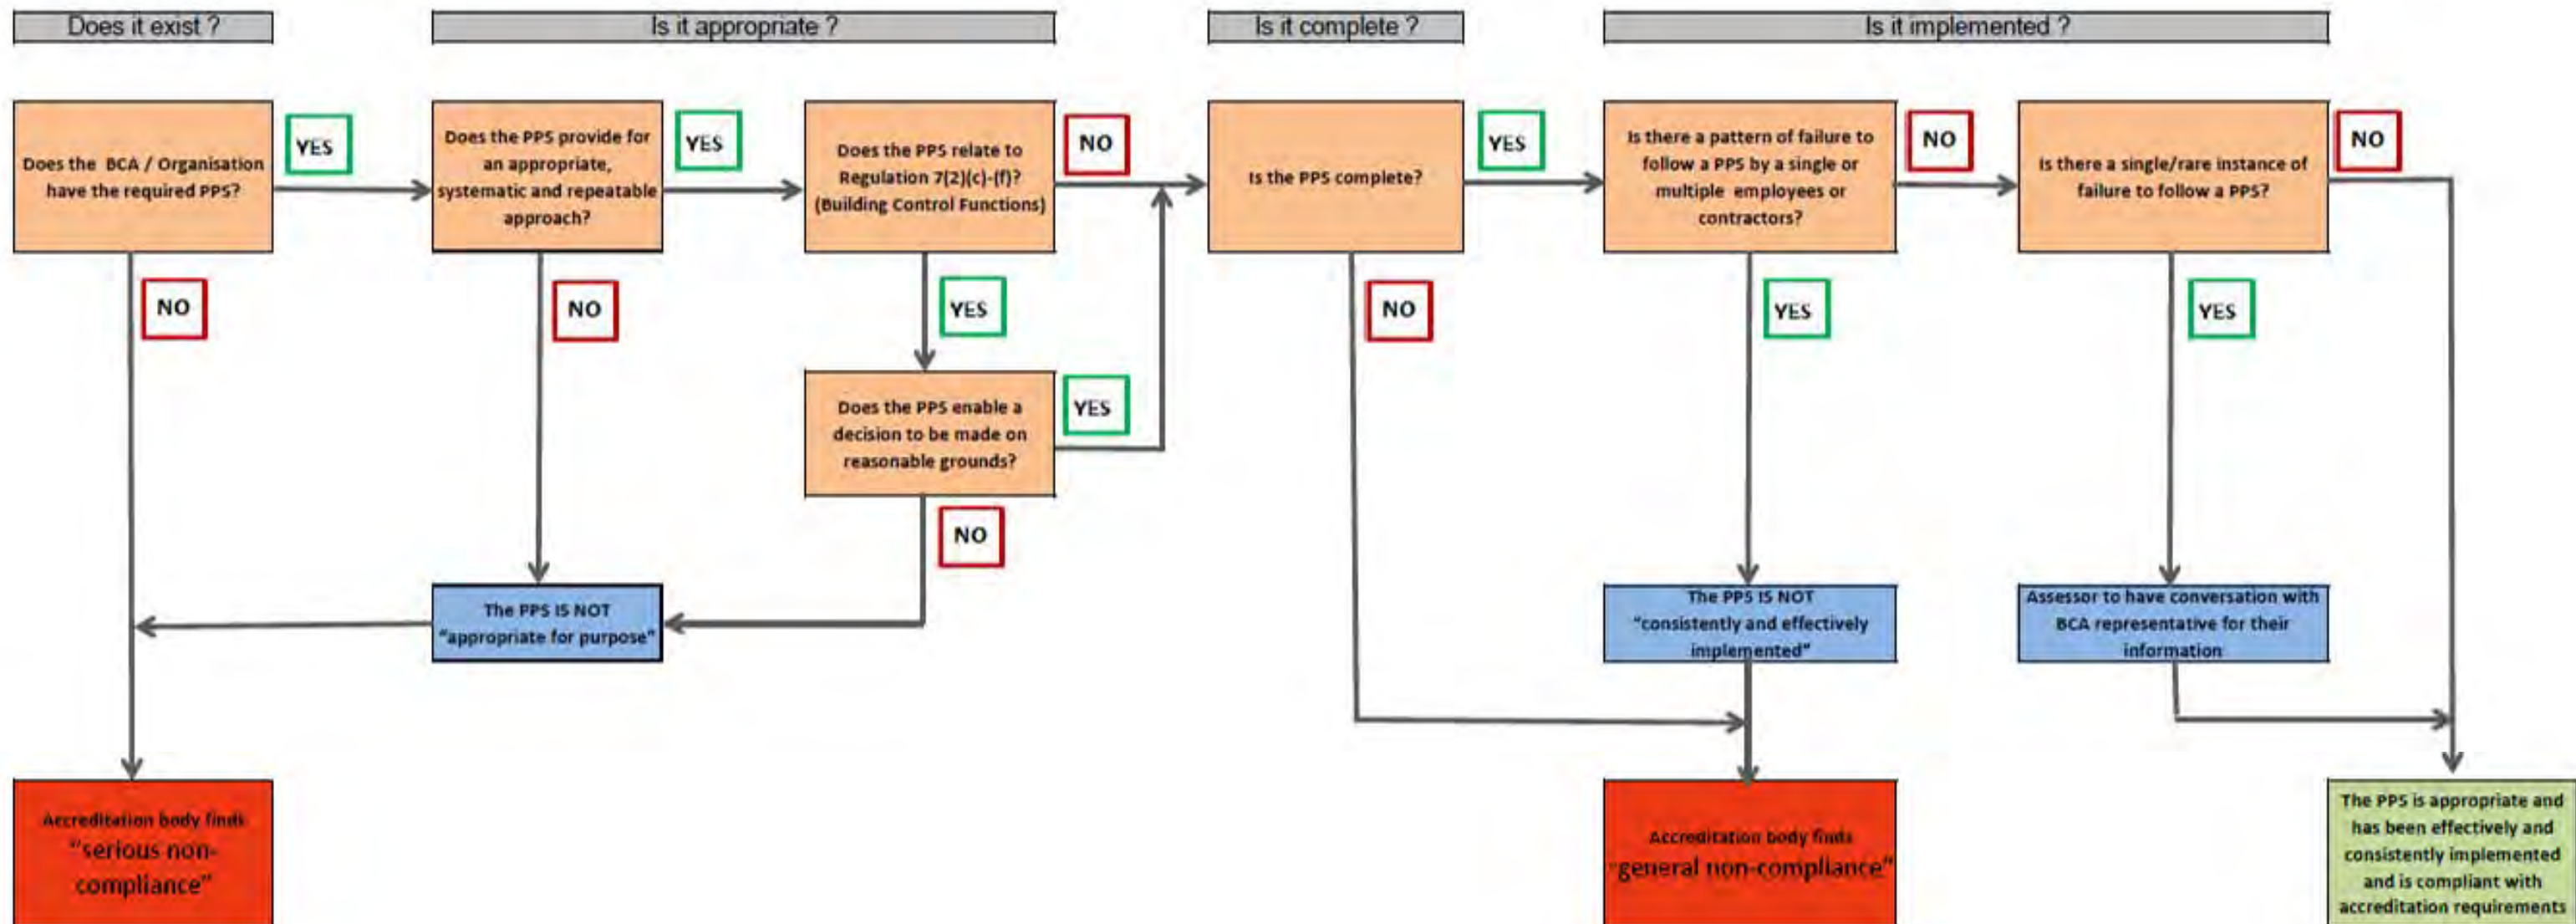 Does it exist ?
Is it appropriate ?
Is it complete ?
Is it implemented ?
Does the BCA / Organisation
have the required PPS?
YES
Does the PPS provide for
an appropriate,
systematic and repeatable
approach?
YES
Does the PPS relate to
Regulation 7(2)(c)-(f)?
(Building Control Functions)
NO
Is the PPS complete?
YES
Is there a pattern of failure to
follow a PPS by a single or
multiple employees or
contractors?
NO
Is there a single/rare instance of
failure to follow a PPS?
NO
NO
NO
YES
NO
YES
YES
Does the PPS enable a
decision to be made on
reasonable grounds?
YES
NO
The PPS IS NOT
"appropriate for purpose"
The PPS IS NOT
"consistently and effectively
implemented"
Assessor to have conversation with
BCA representative for their
information
Accreditation body finds
"serious non-
compliance"
Accreditation body finds
"general non-compliance"
The PPS is appropriate and
has been effectively and
consistently implemented
and is compliant with
accreditation requirements